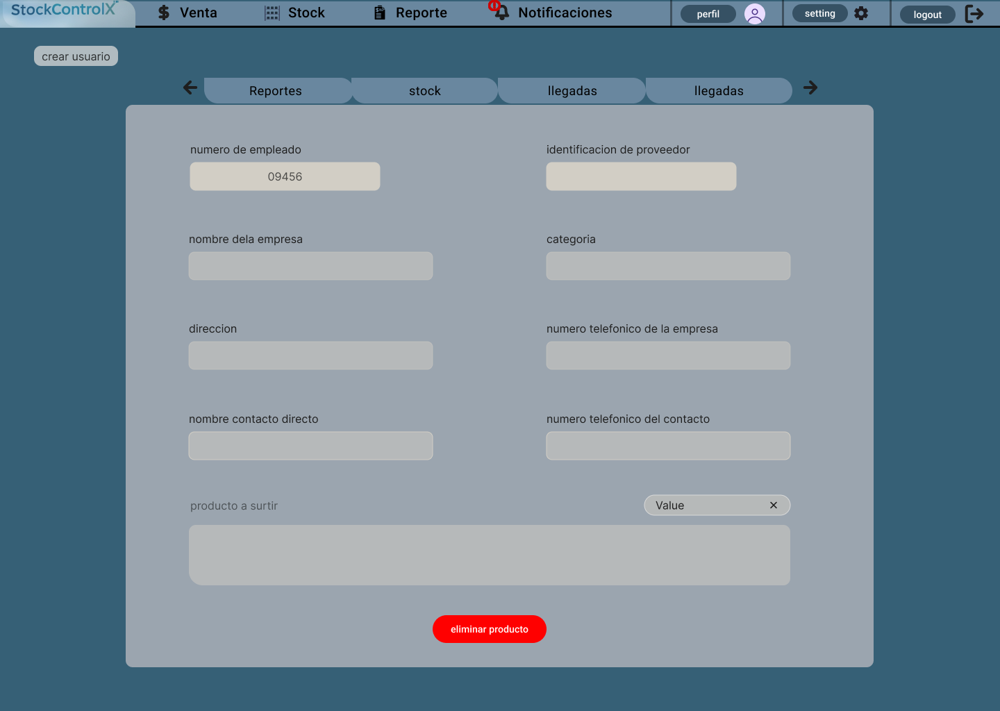 StockControlX
Venta
Stock
Reporte
0
Notificaciones
perfil
setting
logout
crear usuario
Reportes
stock
llegadas
llegadas
numero de empleado
identificacion de proveedor
09456
nombre dela empresa
categoria
direccion
numero telefonico de la empresa
nombre contacto directo
numero telefonico del contacto
producto a surtir
Value
eliminar producto